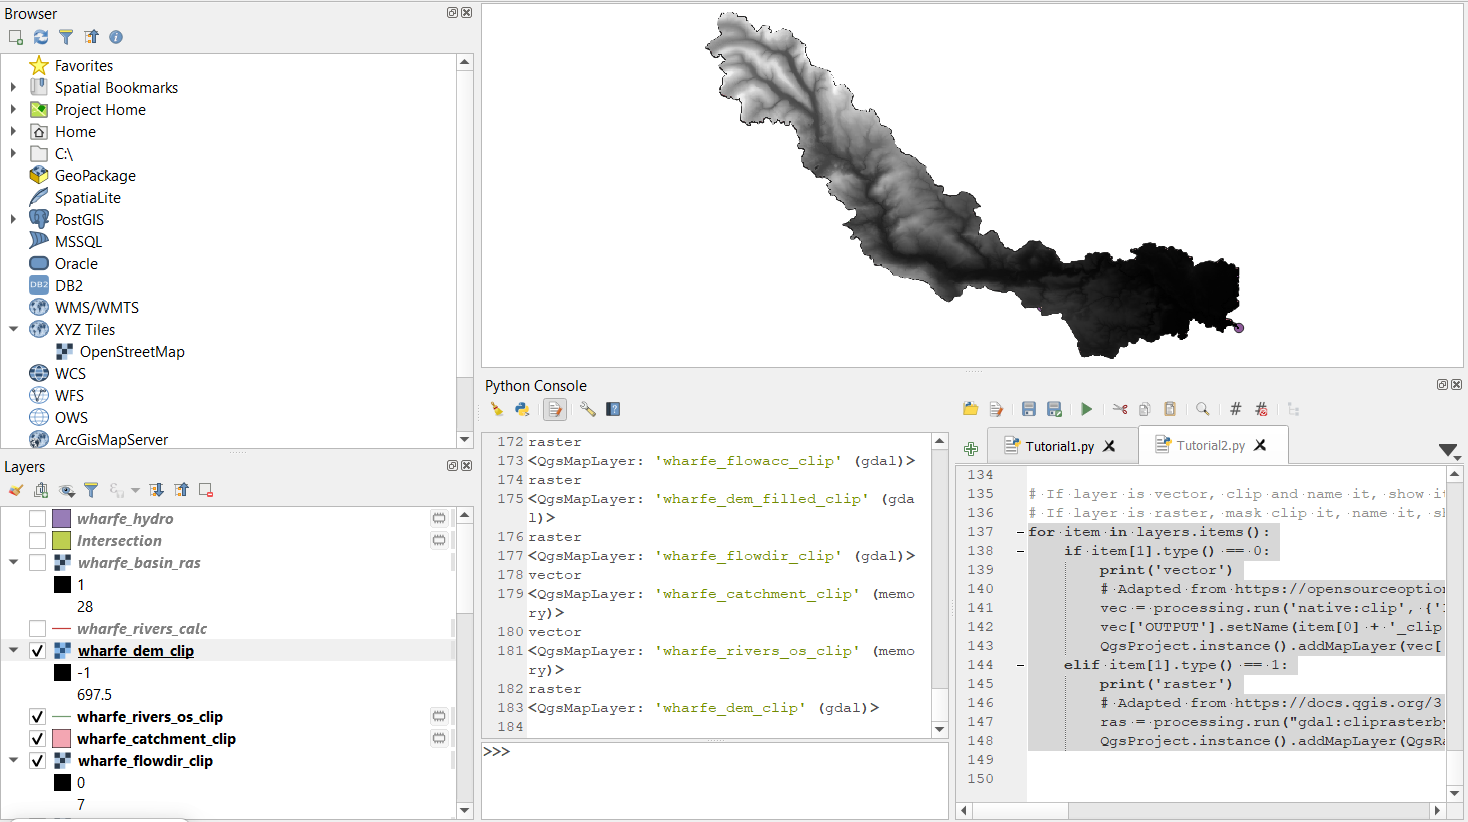 Browser
Favorites
Spatial Bookmarks
Project Home
Home
C:\
GeoPackage
SpatiaLite
PostGIS
MSSQL
Oracle
DB2
DB2
WMS/WMTS
XYZ Tiles
OpenStreetMap
WCS
WFS
OWS
ArcGisMapServer
Layers
wharfe_hydro
Intersection
wharfe_basin_ras
1
28
wharfe_rivers_calc
wharfe_dem_clip
-1
697.5
wharfe_rivers_os_clip
wharfe_catchment_clip
wharfe_flowdir_clip
0
7
Python Console
172 raster
173 <QgsMapLayer: 'wharfe_flowacc_clip' (gdal)>
174 raster
175 <QgsMapLayer: 'wharfe_dem_filled_clip' (gda
l)>
176 raster
177 <QgsMapLayer: 'wharfe_flowdir_clip' (gdal)>
178 vector
179 <QgsMapLayer: 'wharfe_catchment_clip' (memo
ry)>
180 vector
181 <QgsMapLayer: 'wharfe_rivers_os_clip' (memo
ry)>
182 raster
183 <QgsMapLayer: 'wharfe_dem_clip' (gdal)>
184
>>>
Tutorial1.py
Tutorial2.py
134
135 # If layer is vector, clip and name it, show it
136 # If layer is raster, mask clip it, name it, sh
137 for item in layers.items():
138 if item[1].type() == 0:
139 print('vector')
140 # Adapted from https://opensourceoption
141 vec = processing.run('native:clip', {'I
142 vec['OUTPUT'].setName(item[0] + '_clip
143 QgsProject.instance().addMapLayer(vec[
144 elif item[1].type() == 1:
145 print('raster')
146 # Adapted from https://docs.qgis.org/3
147 ras = processing.run("gdal:cliprasterby
148 QgsProject.instance().addMapLayer(QgsRa
149
150